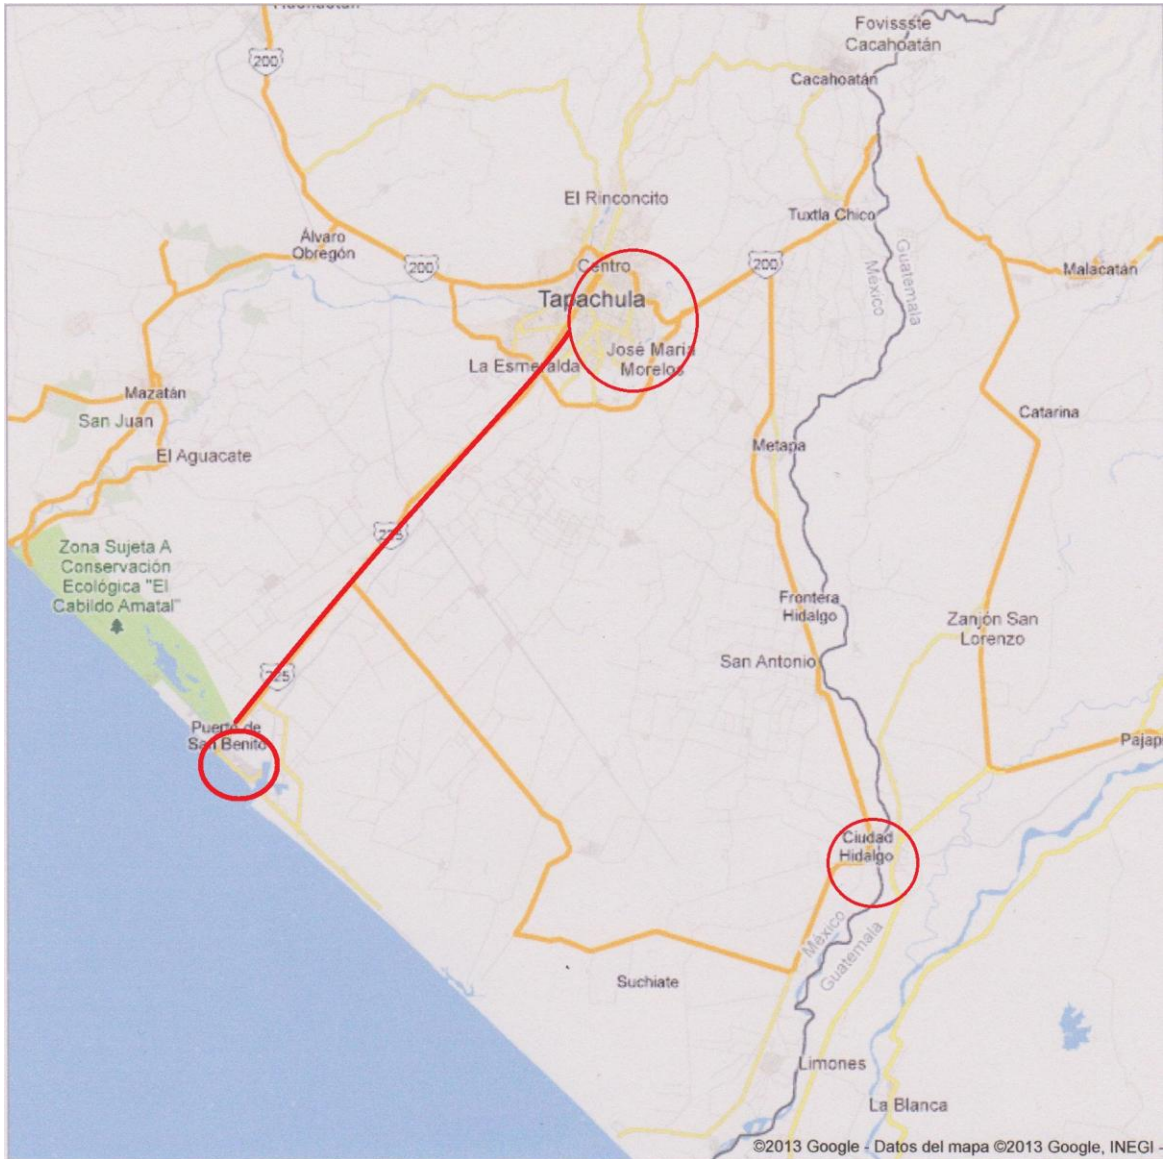 Fovissste
Cacahoatán
200
Cacahoatán
El Rinconcito
Tuxtla Chico
Álvaro
Obregón
200
Centro
200
Guatemala
México
Malacatán
Tapachula
José María
Morelos
La Esmeralda
Mazatán
San Juan
Catarina
El Aguacate
Metapa
225
Zona Sujeta A
Conservación
Ecológica "El
Cabildo Amatal"
Frontera
Hidalgo
Zanjón San
Lorenzo
San Antonio
225
Puerto de
San Benito
Pajap
Ciudad
Hidalgo
México
Guatemala
Suchiate
Limones
La Blanca
©2013 Google - Datos del mapa ©2013 Google, INEGI -